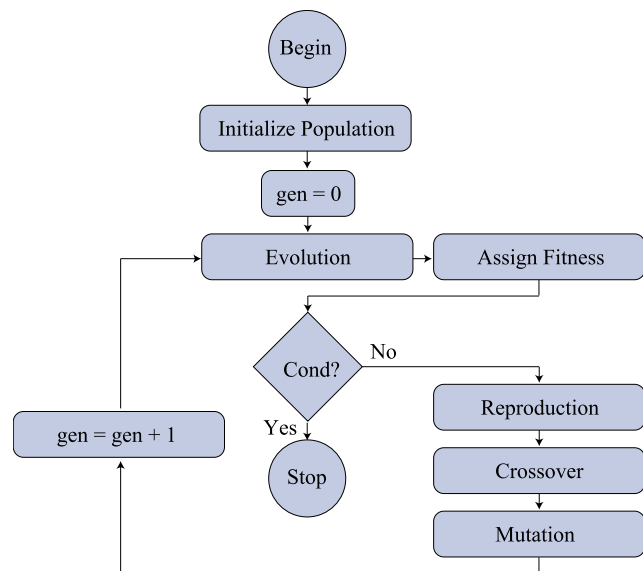 Begin
Initialize Population
gen = 0
Evolution
Assign Fitness
Cond?
No
Yes
Reproduction
gen = gen + 1
Crossover
Stop
Mutation